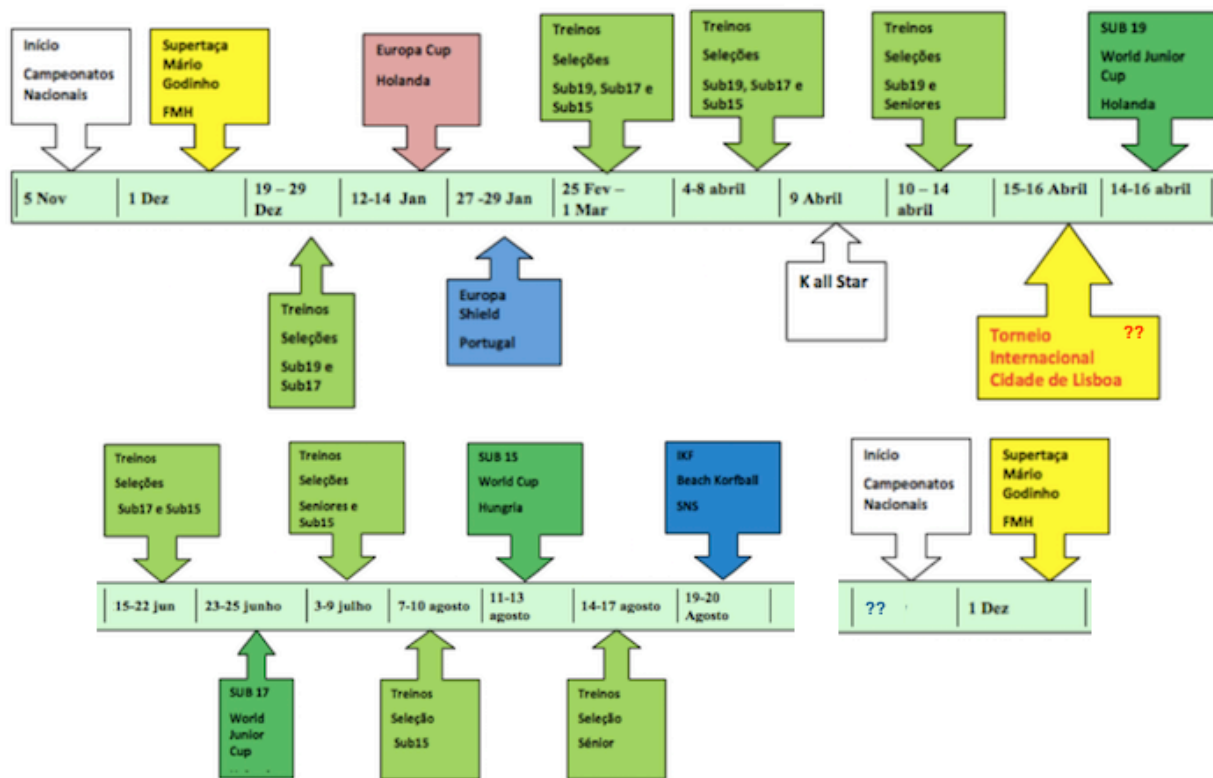 Início
Campeonatos
Nacionais
Supertaça
Mário
Godinho
FMH
Europa Cup
Holanda
Treinos
Seleções
Sub19, Sub17 e
Sub15
Treinos
Seleções
Sub19, Sub17 e
Sub15
Treinos
Seleções
Sub19 e
Seniores
SUB 19
World Junior
Cup
Holanda
5 Nov
1 Dez
19 – 29
Dez
12-14 Jan
27 -29 Jan
25 Fev –
1 Mar
4-8 abril
9 Abril
10 – 14
abril
15-16 Abril
14-16 abril
Treinos
Seleções
Sub19 e
Sub17
Europa
Shield
Portugal
K all Star
Torneio ??
Internacional
Cidade de Lisboa
Treinos
Seleções
Sub17 e Sub15
Treinos
Seleções
Seniores e
Sub15
SUB 15
World Cup
Hungria
IKF
Beach Korfball
SNS
Início
Campeonatos
Nacionais
Supertaça
Mário
Godinho
FMH
15-22 jun
23-25 junho
3-9 julho
7-10 agosto
11-13
agosto
14-17 agosto
19-20
Agosto
??
1 Dez
SUB 17
World
Junior
Cup
Treinos
Seleção
Sub15
Treinos
Seleção
Sénior